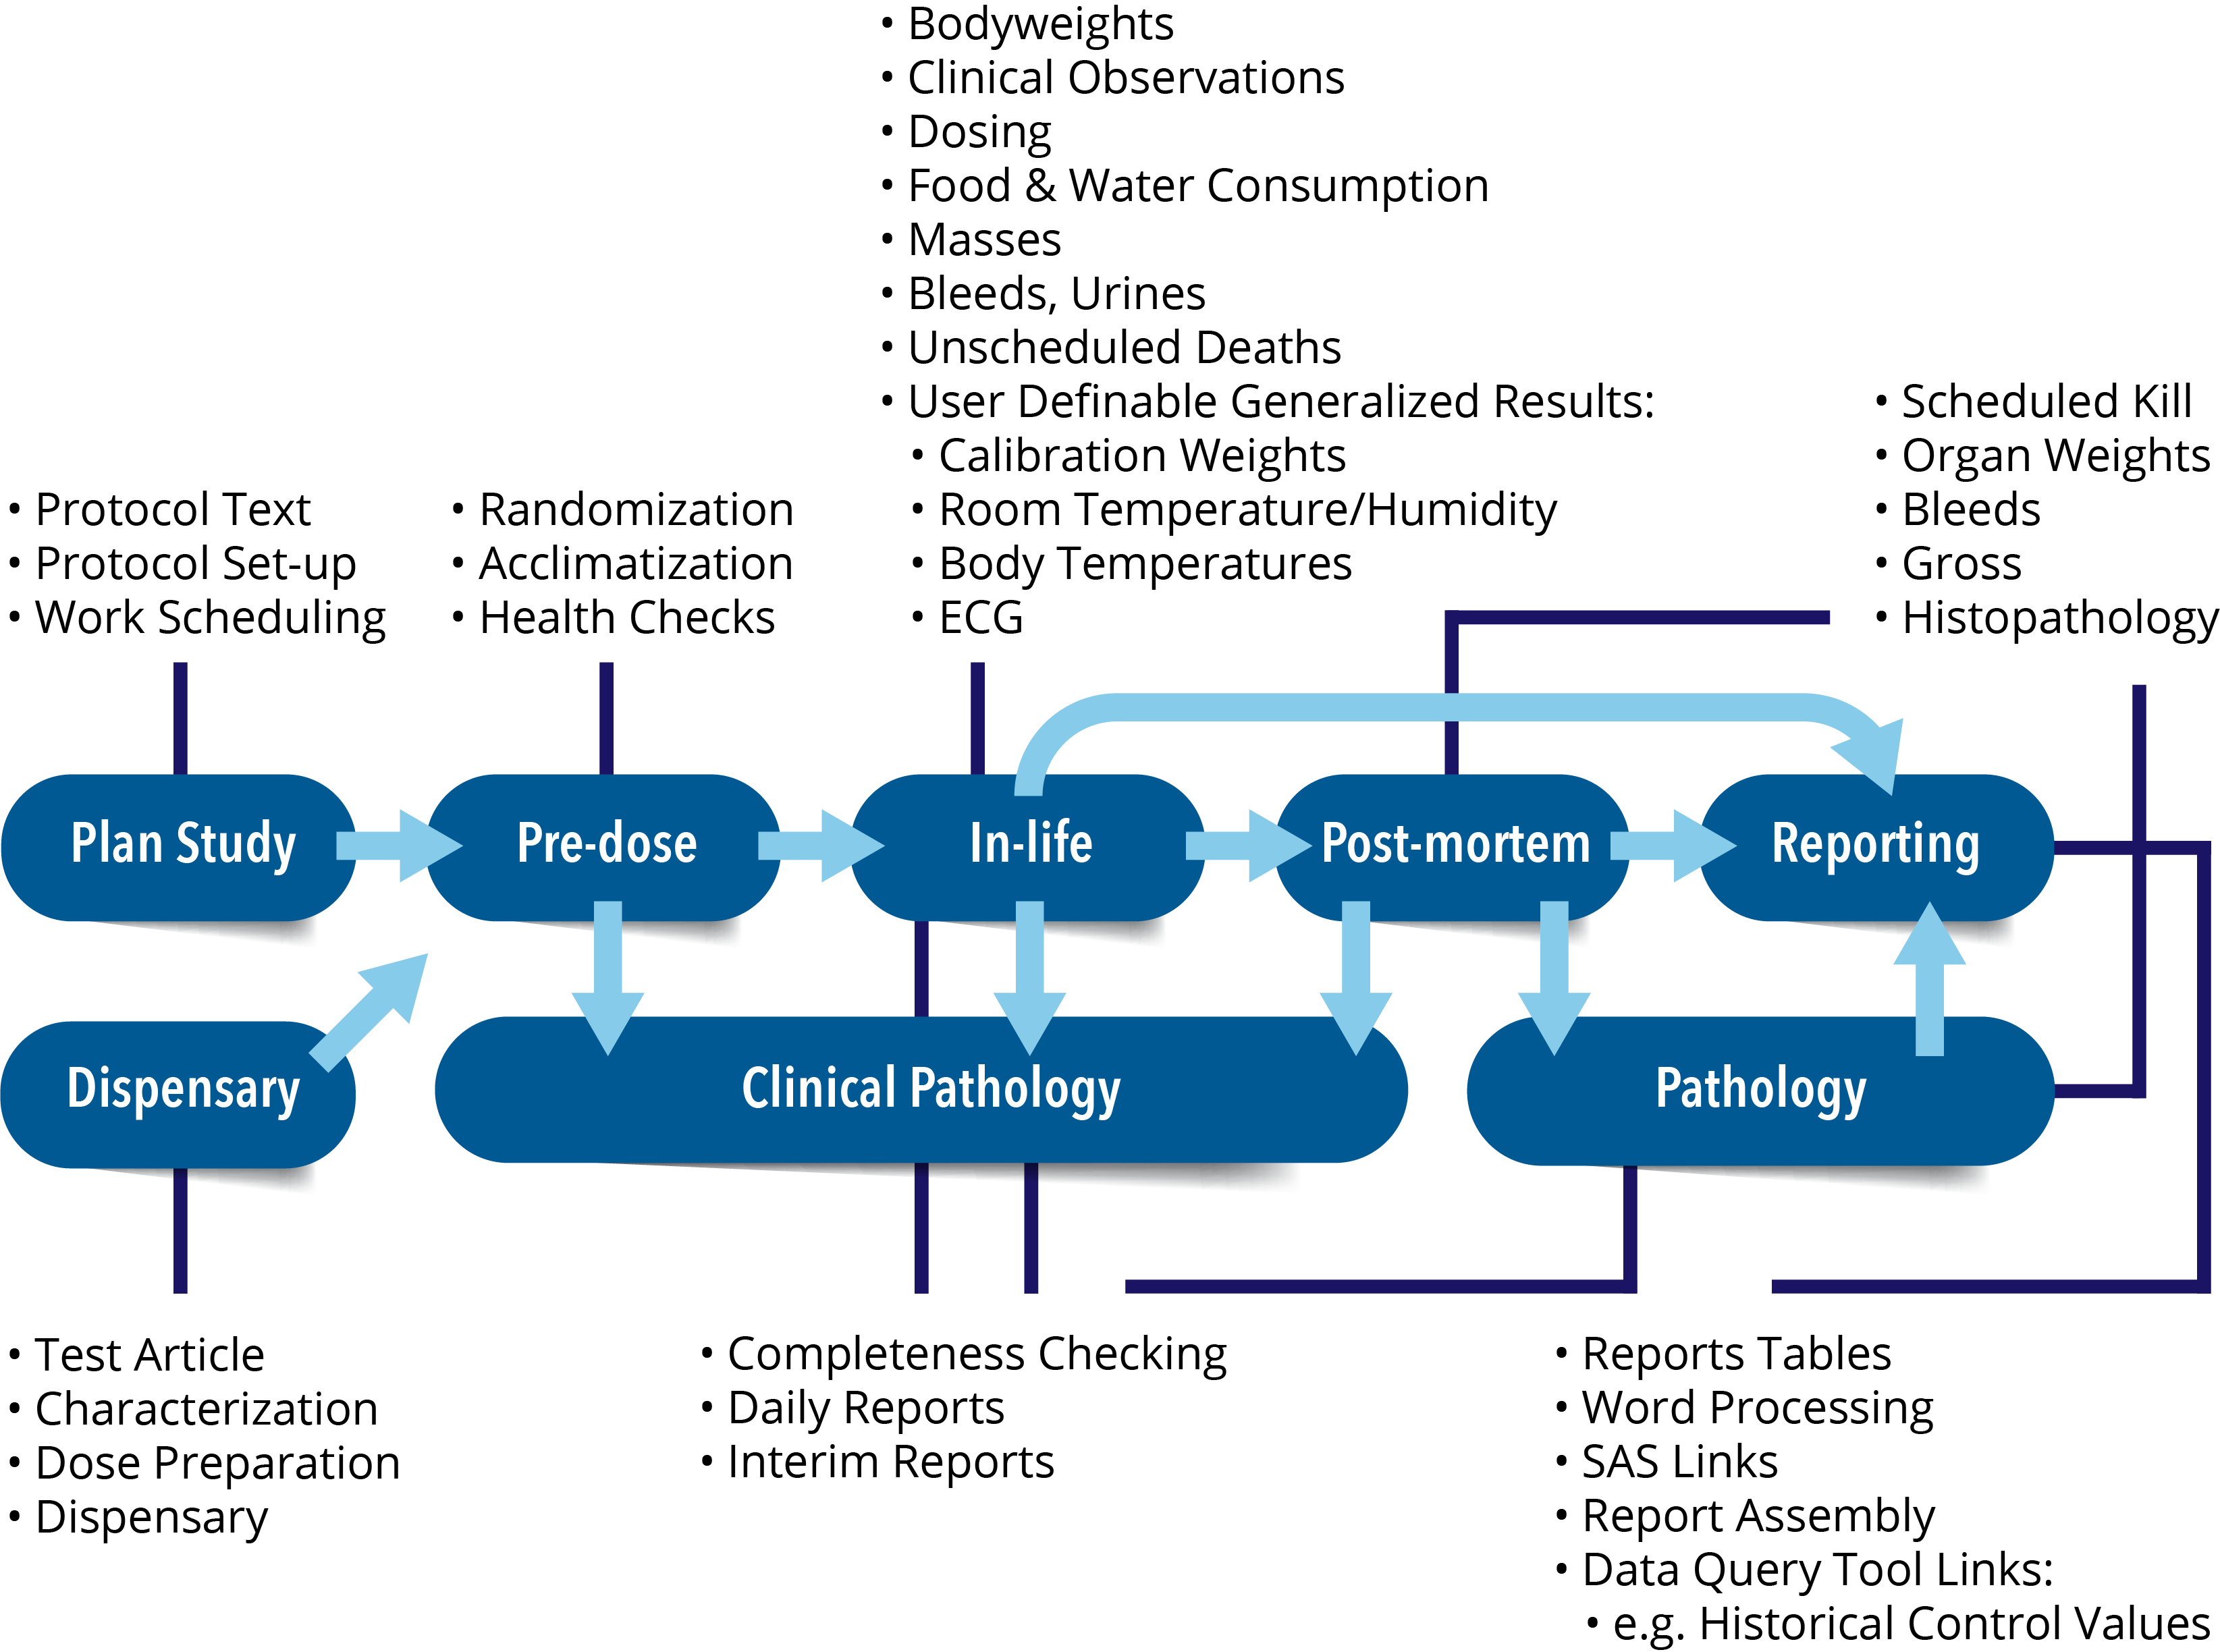 • Bodyweights
• Clinical Observations
• Dosing
• Food & Water Consumption
• Masses
• Bleeds, Urines
• Unscheduled Deaths
• User Definable Generalized Results:
• Calibration Weights
• Room Temperature/Humidity
• Body Temperatures
• ECG
• Scheduled Kill
• Organ Weights
• Bleeds
• Gross
• Histopathology
• Protocol Text
• Protocol Set-up
• Work Scheduling
• Randomization
• Acclimatization
• Health Checks
Plan Study
Pre-dose
In-life
Post-mortem
Reporting
Dispensary
Clinical Pathology
Pathology
• Test Article
• Characterization
• Dose Preparation
• Dispensary
• Completeness Checking
• Daily Reports
• Interim Reports
• Reports Tables
• Word Processing
• SAS Links
• Report Assembly
• Data Query Tool Links:
• e.g. Historical Control Values